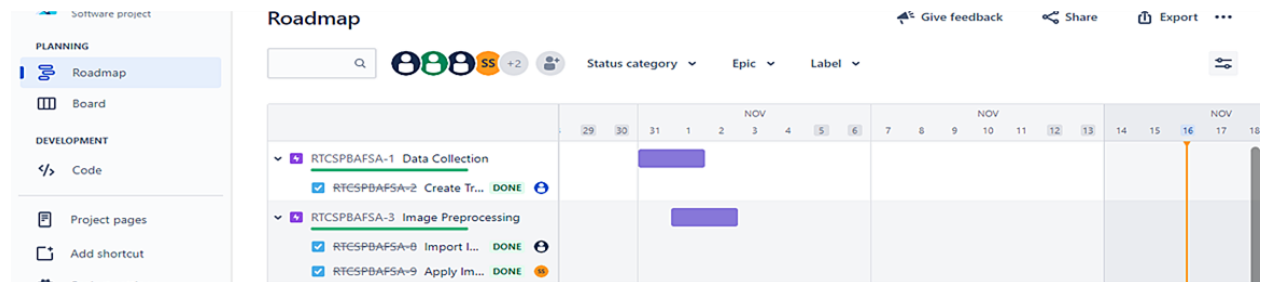 Software project
PLANNING
Roadmap
Board
DEVELOPMENT
Code
Project pages
Add shortcut
Roadmap
Give feedback
Share
Export
SS +2
Status category
Epic
Label
NOV NOV NOV
29 30 31 1 2 3 4 5 6 7 8 9 10 11 12 13 14 15 16 17 18
RTCSPBAFSA-1 Data Collection
RTCSPBAFSA-2 Create Tr... DONE
RTCSPBAFSA-3 Image Preprocessing
RTCSPBAFSA-8 Import I... DONE
RTCSPBAFSA-9 Apply Im... DONE SS